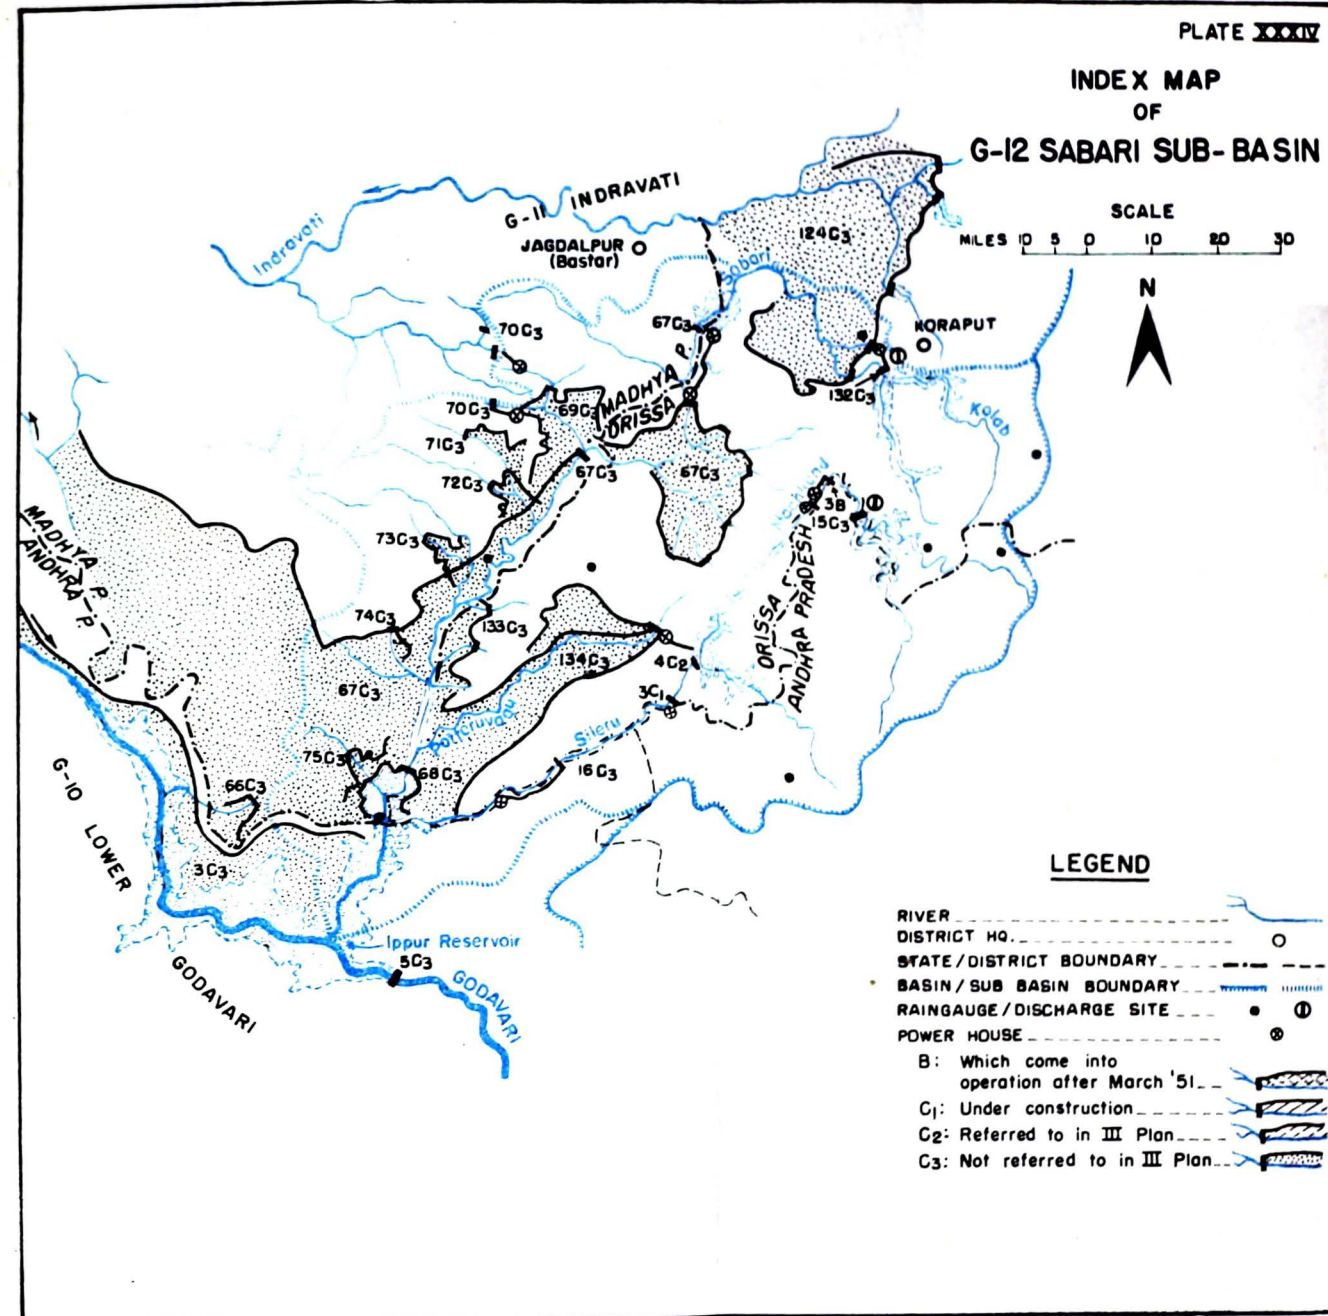 PLATE XXXIV
INDEX MAP
OF
G-12 SABARI SUB-BASIN
SCALE
MILES 10 5 0 10 20 30
N
G-11 INDRAVATI
Indravati
JAGDALPUR
(Bastar)
124C3
Sabari
KORAPUT
67C3
70C3
132C3
Kolab
MADHYA P.
ORISSA
70C3
69C3
71C3
67C3
67C3
72C3
3B
15C3
73C3
MADHYA P.
ANDHRA P.
ORISSA
ANDHRA PRADESH
74C3
133C3
134C3
4C2
67C3
3C1
Potteruvagu
Sileru
75C3
68C3
16C3
66C3
G-10 LOWER
GODAVARI
3C3
Ippur Reservoir
5C3
GODAVARI
LEGEND
RIVER
DISTRICT HQ.
STATE/DISTRICT BOUNDARY
BASIN/SUB BASIN BOUNDARY
RAINGAUGE/DISCHARGE SITE
POWER HOUSE
B: Which come into
operation after March '51
C1: Under construction
C2: Referred to in III Plan
C3: Not referred to in III Plan